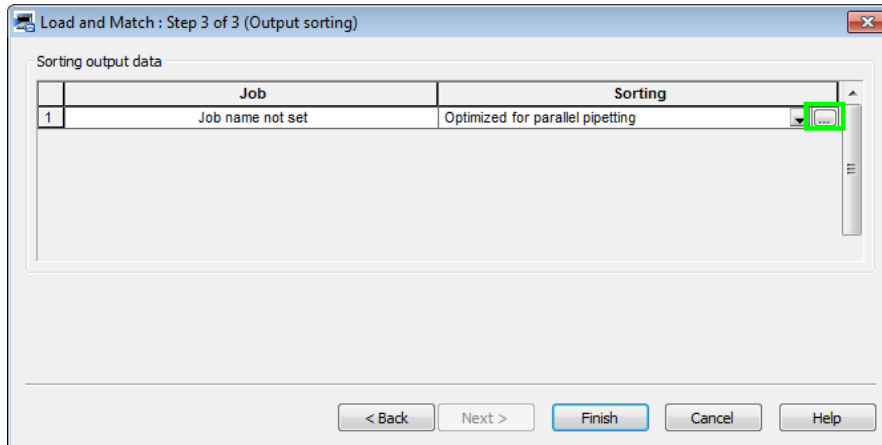 Load and Match : Step 3 of 3 (Output sorting)
Sorting output data
Job Sorting
1 Job name not set Optimized for parallel pipetting ...
< Back Next > Finish Cancel Help